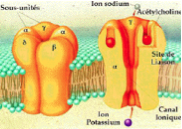 Sous-unités
Ion sodium
Acétylcholine
α
γ
α
δ
β
γ
α
Site de
Liaison
Ion
Potassium
Canal
Ionique